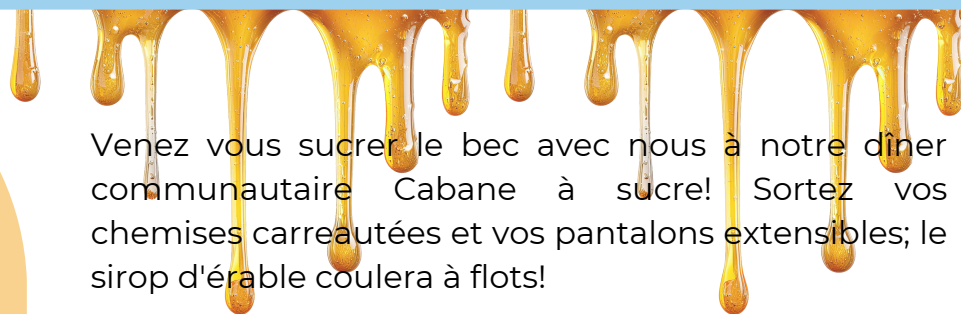 Venez vous sucrer le bec avec nous à notre dîner
communautaire Cabane à sucre! Sortez vos
chemises carreautées et vos pantalons extensibles; le
sirop d'érable coulera à flots!